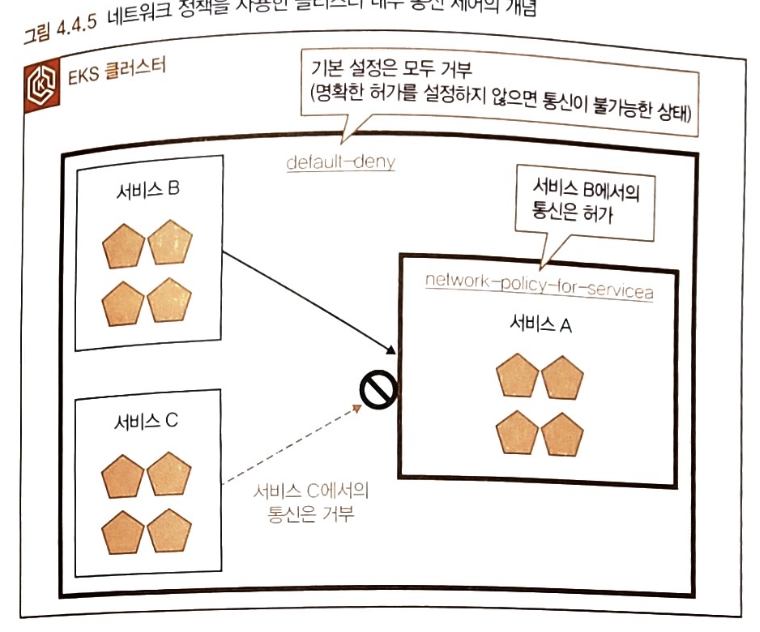 그림 4.4.5 네트워크 정책을 사용한 클러스터 내부 통신 제어의 개념
EKS 클러스터
기본 설정은 모두 거부
(명확한 허가를 설정하지 않으면 통신이 불가능한 상태)
default-deny
서비스 B
서비스 B에서의
통신은 허가
network-policy-for-servicea
서비스 A
서비스 C
서비스 C에서의
통신은 거부